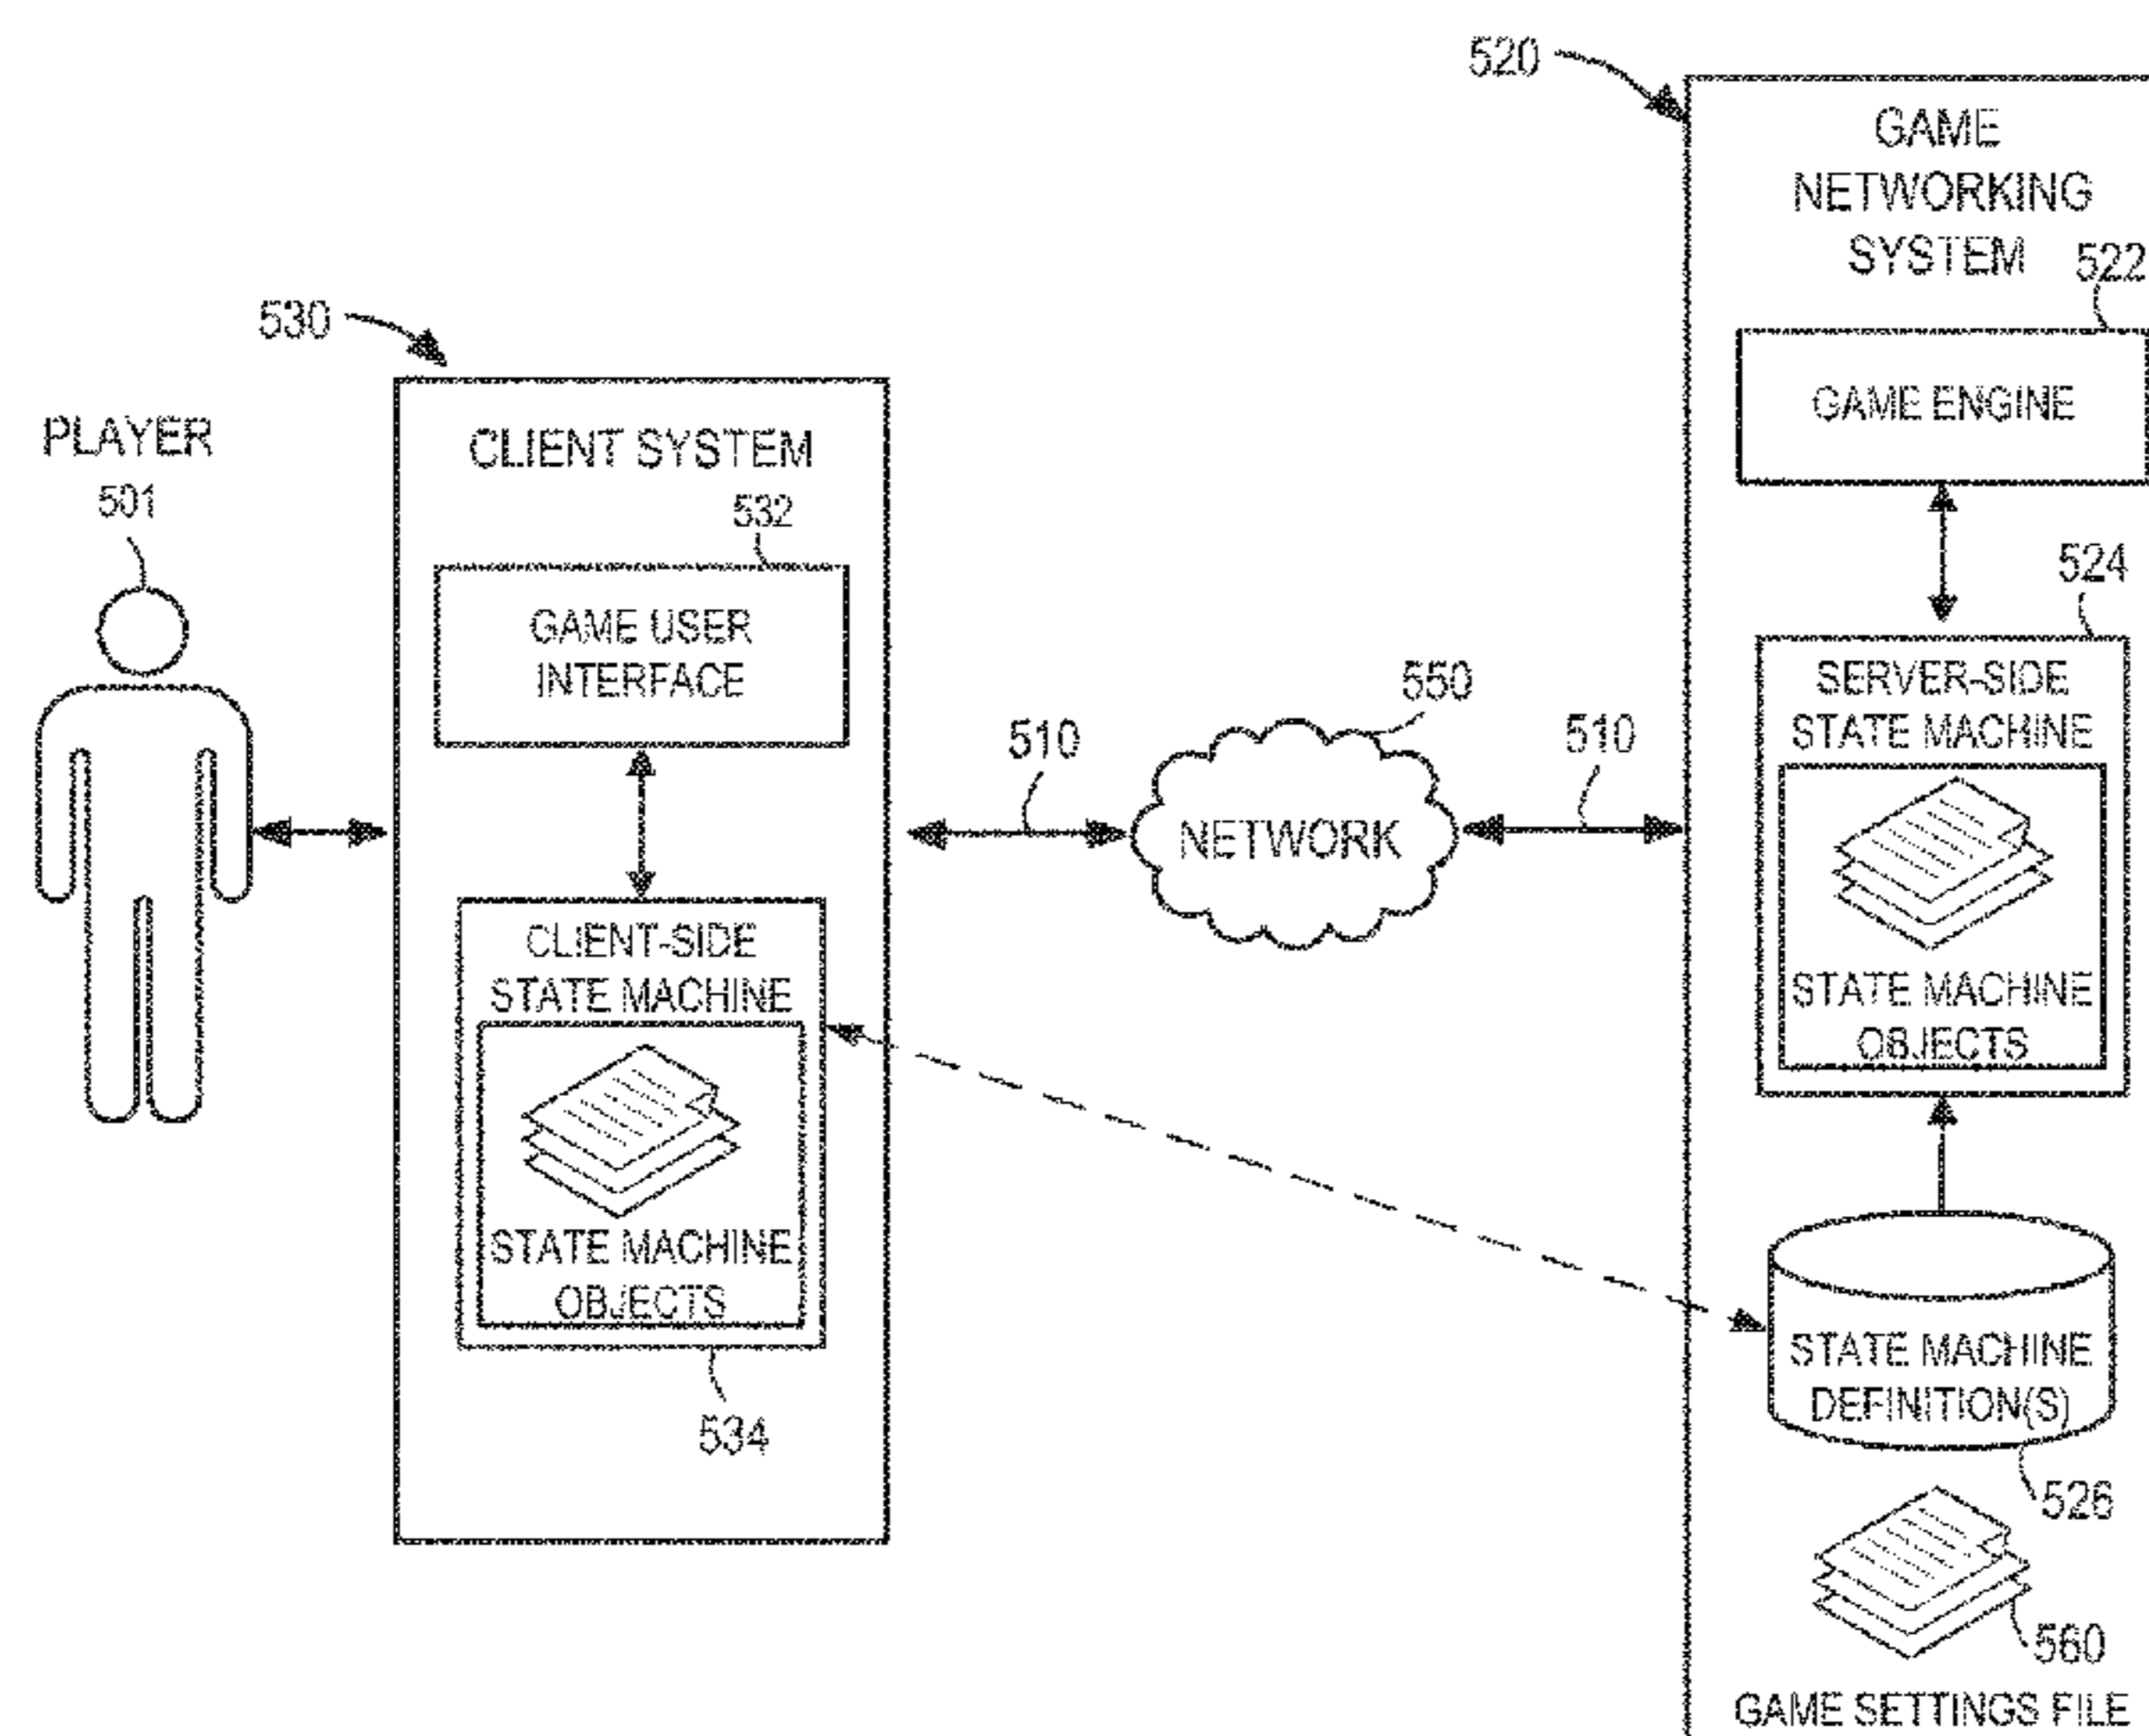 520
GAME
NETWORKING
SYSTEM
522
GAME ENGINE
524
SERVER-SIDE
STATE MACHINE
STATE MACHINE
OBJECTS
STATE MACHINE
DEFINITION(S)
526
560
GAME SETTINGS FILE
530
CLIENT SYSTEM
532
GAME USER
INTERFACE
CLIENT-SIDE
STATE MACHINE
STATE MACHINE
OBJECTS
534
PLAYER
501
510
550
NETWORK
510